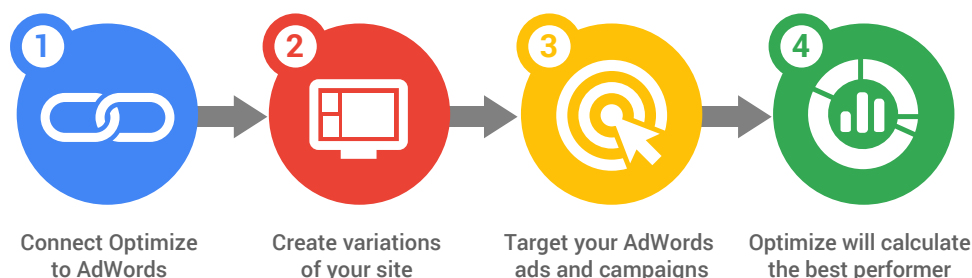 1
2
3
4
Connect Optimize
to AdWords
Create variations
of your site
Target your AdWords
ads and campaigns
Optimize will calculate
the best performer